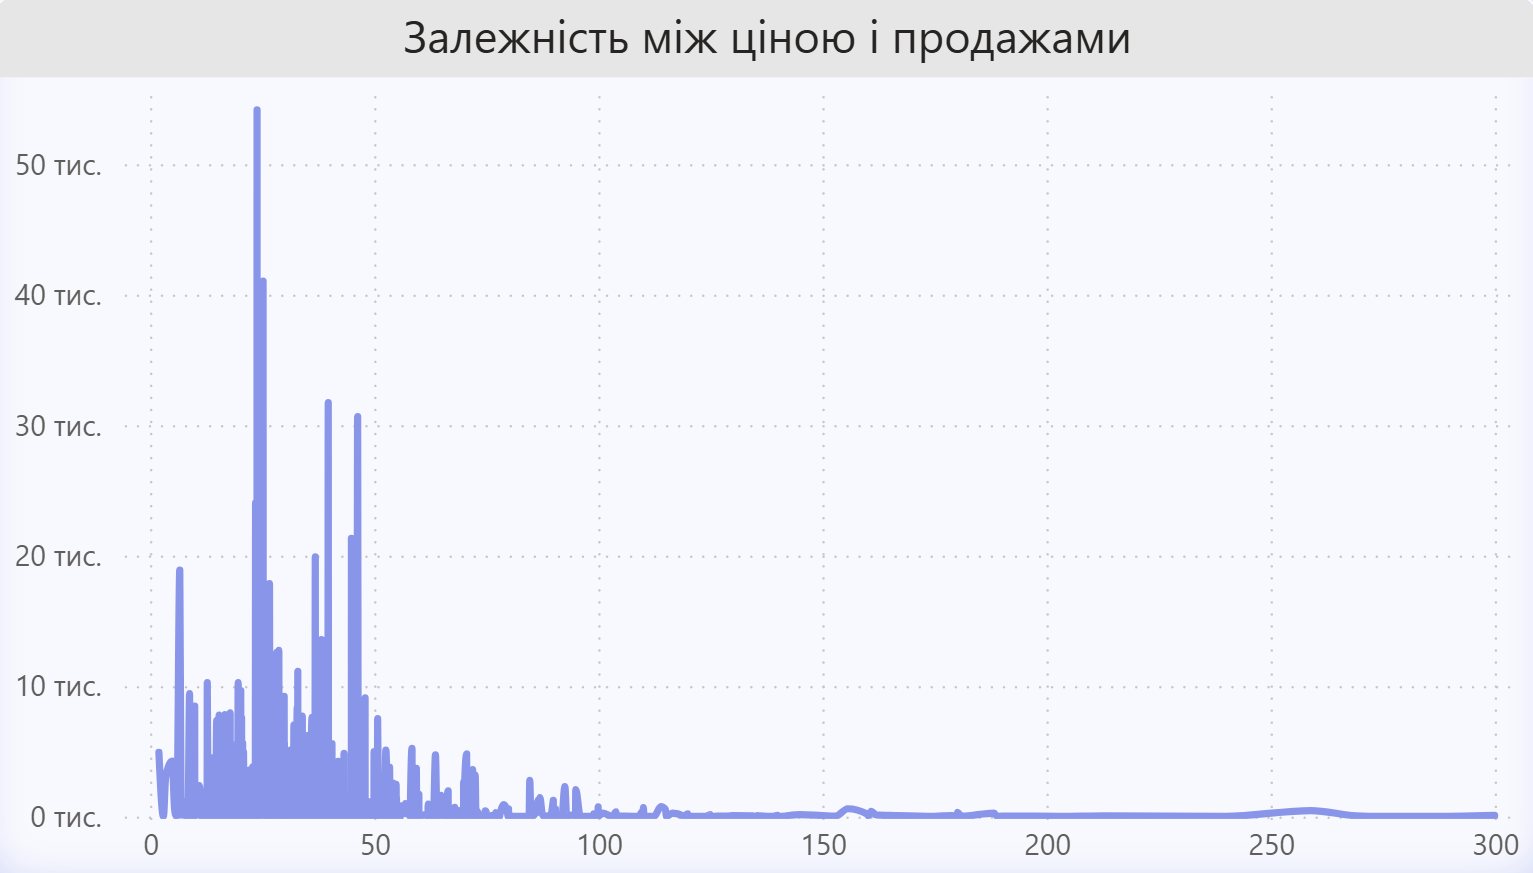 Залежність між ціною і продажами
50 тис.
40 тис.
30 тис.
20 тис.
10 тис.
0 тис.
0 50 100 150 200 250 300